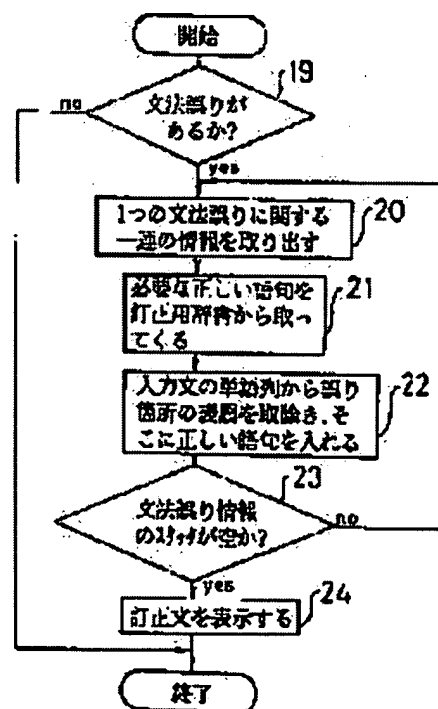 開始
19
no
文法誤りが
あるか?
yes
1つの文法誤りに関する
一連の情報を取り出す
20
必要な正しい語句を
訂正用辞書から取っ
てくる
21
入力文の単語列から誤り
箇所の語句を取除き、そ
こに正しい語句を入れる
22
23
文法誤り情報
のスタックが空か?
no
yes
訂正文を表示する
24
終了